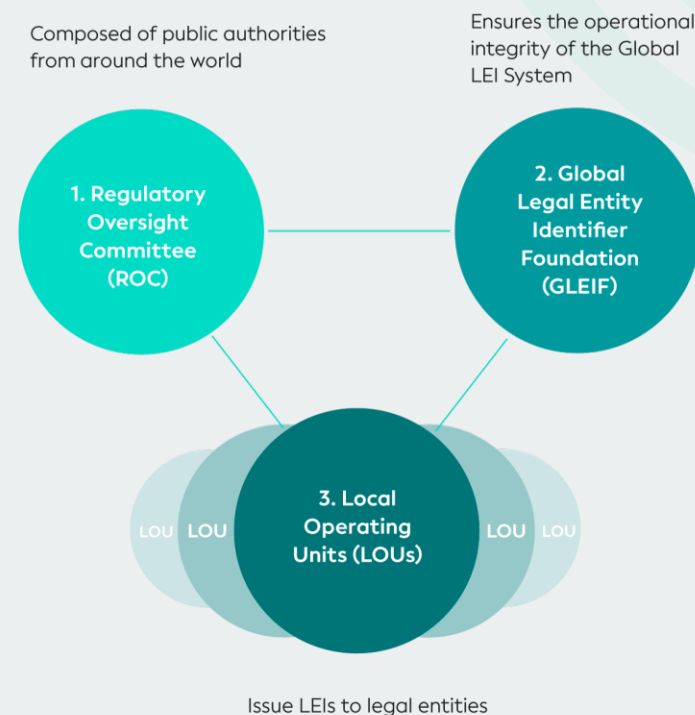 Composed of public authorities
from around the world
Ensures the operational
integrity of the Global
LEI System
1. Regulatory
Oversight
Committee
(ROC)
2. Global
Legal Entity
Identifier
Foundation
(GLEIF)
3. Local
Operating
Units (LOUs)
LOU
LOU
LOU
LOU
Issue LEIs to legal entities